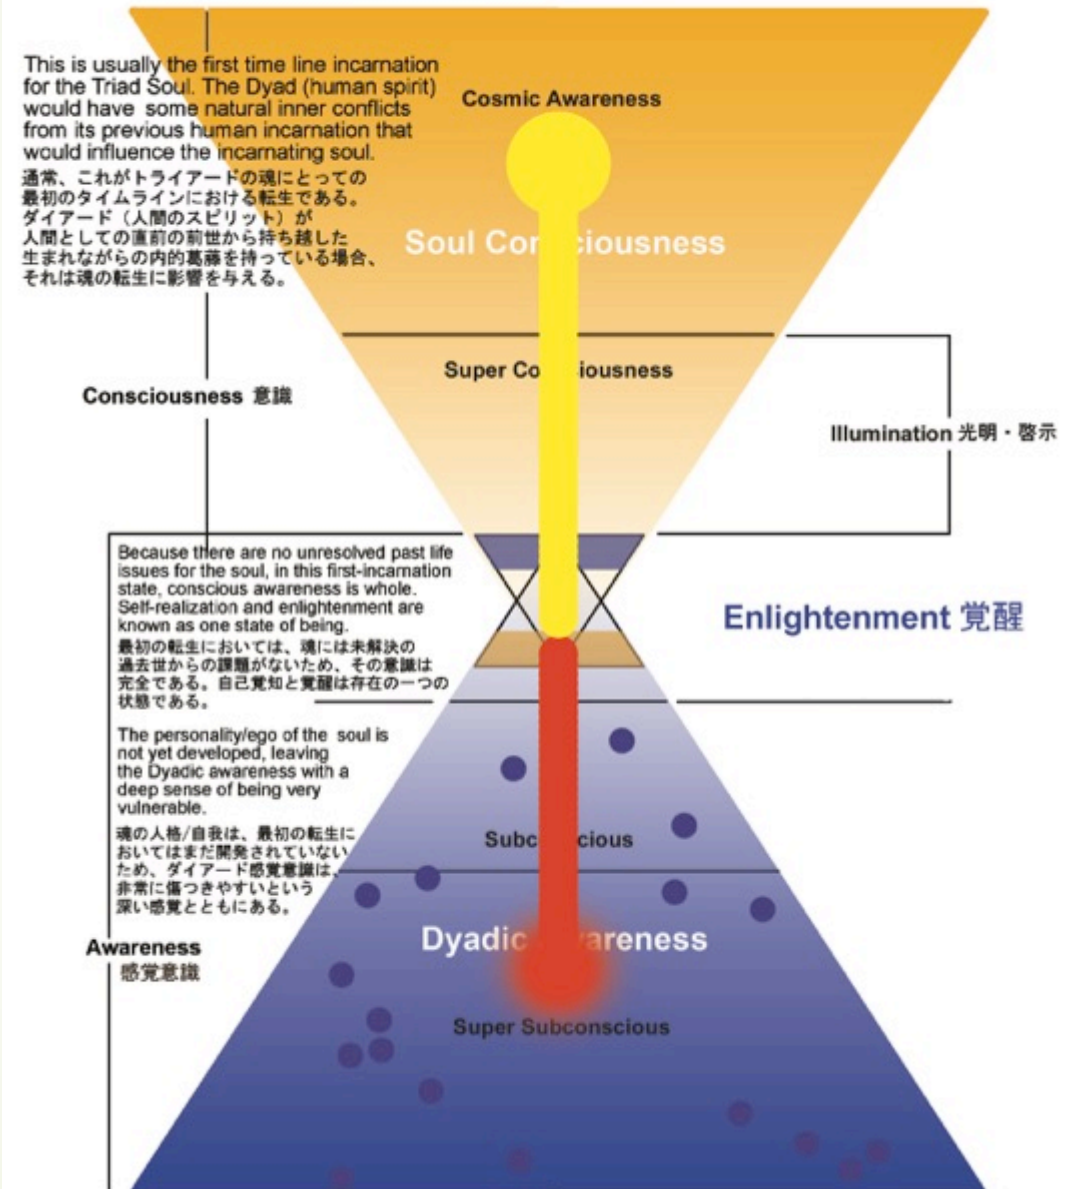 This is usually the first time line incarnation
for the Triad Soul. The Dyad (human spirit)
would have some natural inner conflicts
from its previous human incarnation that
would influence the incarnating soul.
通常、これがトライアードの魂にとっての
最初のタイムラインにおける転生である。
ダイアード（人間のスピリット）が
人間としての直前の前世から持ち越した
生まれながらの内的葛藤を持っている場合、
それは魂の転生に影響を与える。
Cosmic Awareness
Soul Con ciousness
Super Co iousness
Consciousness 意識
Illumination 光明・啓示
Because there are no unresolved past life
issues for the soul, in this first-incarnation
state, conscious awareness is whole.
Self-realization and enlightenment are
known as one state of being.
最初の転生においては、魂には未解決の
過去世からの課題がないため、その意識は
完全である。自己覚知と覚醒は存在の一つの
状態である。
Enlightenment 覚醒
The personality/ego of the soul is
not yet developed, leaving
the Dyadic awareness with a
deep sense of being very
vulnerable.
魂の人格/自我は、最初の転生に
おいてはまだ開発されていない
ため、ダイアード感覚意識は、
非常に傷つきやすいという
深い感覚とともにある。
Subc cious
Dyadic wareness
Awareness
感覚意識
Super Subconscious